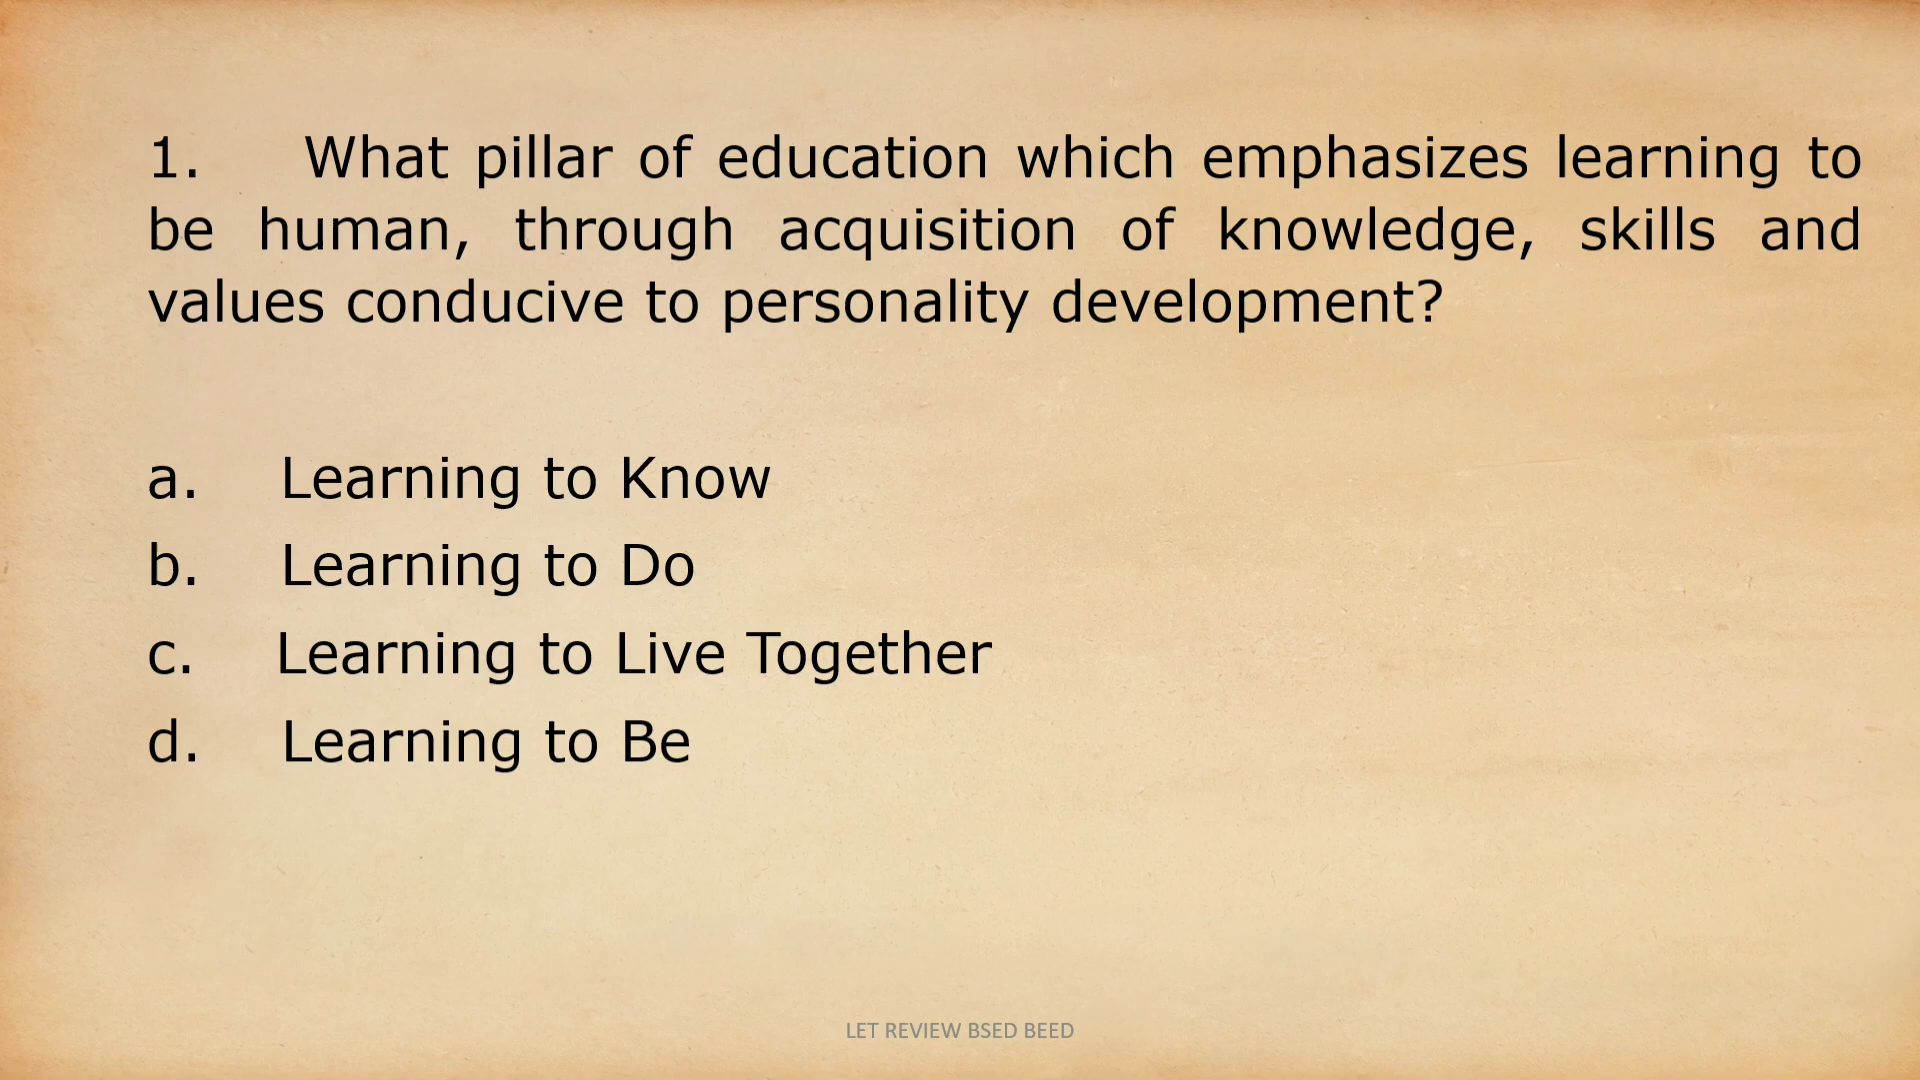 1. What pillar of education which emphasizes learning to
be human, through acquisition of knowledge, skills and
values conducive to personality development?
a. Learning to Know
b. Learning to Do
c. Learning to Live Together
d. Learning to Be
LET REVIEW BSED BEED